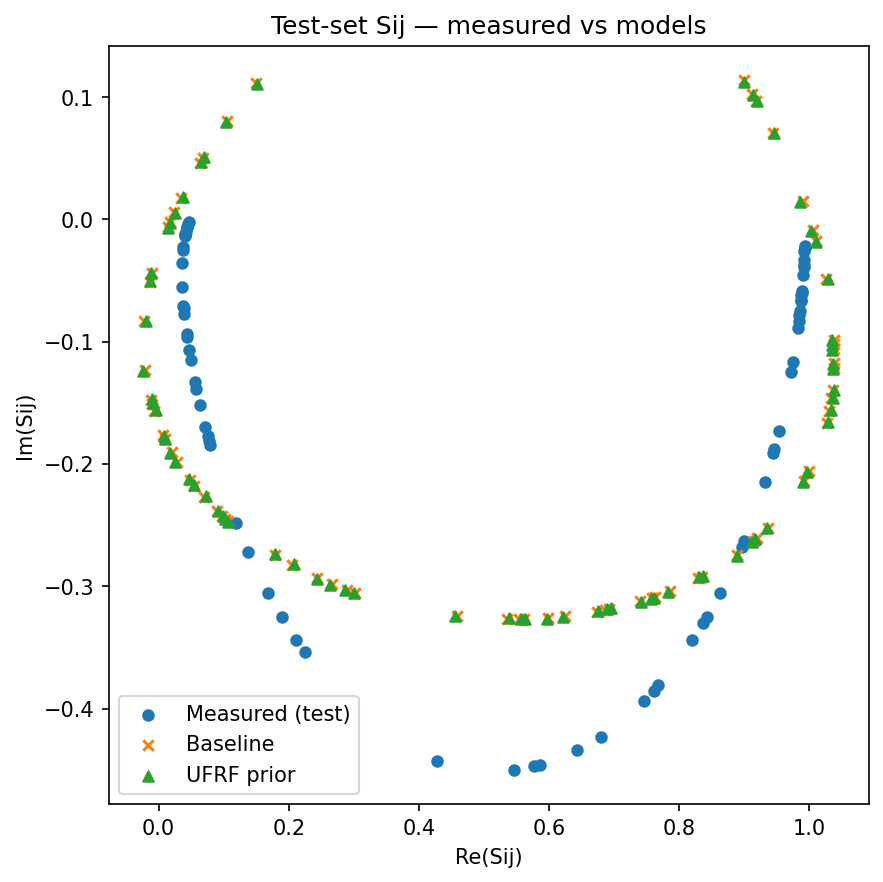 Test-set Sij — measured vs models
Im(Sij)
0.1
0.0
−0.1
−0.2
−0.3
−0.4
Measured (test)
Baseline
UFRF prior
0.0 0.2 0.4 0.6 0.8 1.0
Re(Sij)